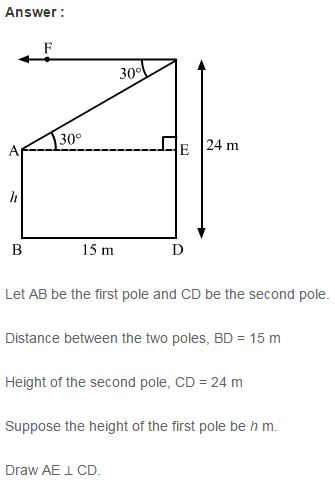 Answer :
F
30°
A
30°
E
24 m
h
B
15 m
D
Let AB be the first pole and CD be the second pole.
Distance between the two poles, BD = 15 m
Height of the second pole, CD = 24 m
Suppose the height of the first pole be h m.
Draw AE ⊥ CD.